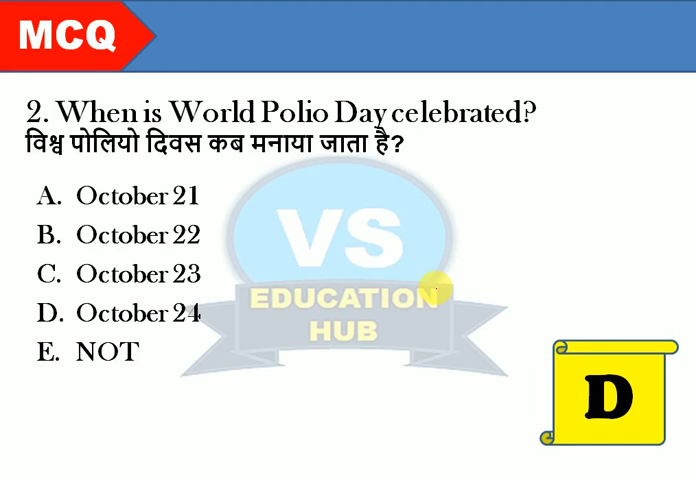 MCQ
2. When is World Polio Day celebrated?
विश्व पोलियो दिवस कब मनाया जाता है?
A. October 21
B. October 22
C. October 23
D. October 24
E. NOT
VS
EDUCATION
HUB
D